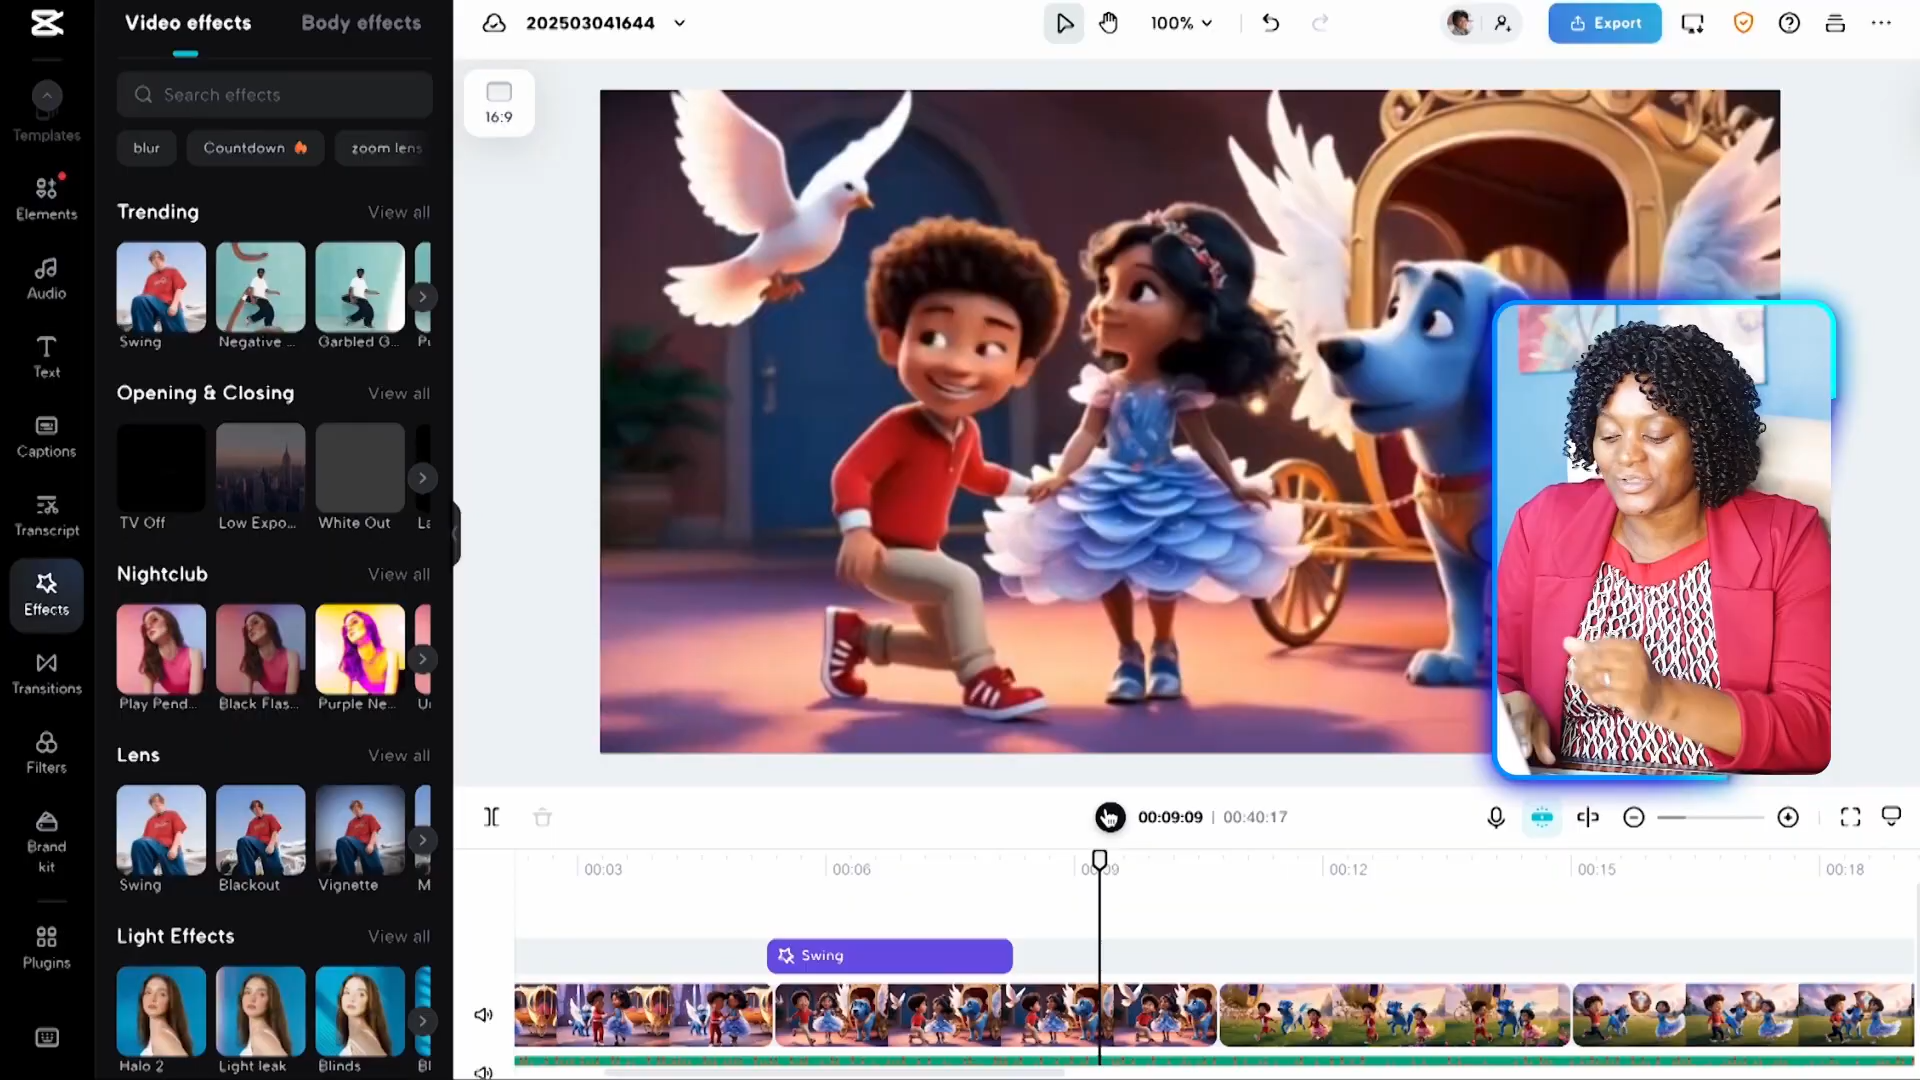 Video effects
Body effects
202503041644
100%
Export
Search effects
16:9
Templates
blur
Countdown
zoom lens
Elements
Trending
View all
Audio
Swing
Negative ...
Garbled G...
Text
Opening & Closing
View all
Captions
TV Off
Low Expo...
White Out
Transcript
Nightclub
View all
Effects
Transitions
Play Pend...
Black Flas...
Purple Ne...
Lens
View all
Filters
Brand
kit
00:09:09 | 00:40:17
Swing
Blackout
Vignette
00:03
00:06
00:09
00:12
00:15
00:18
Light Effects
View all
Plugins
Swing
Halo 2
Light leak
Blinds